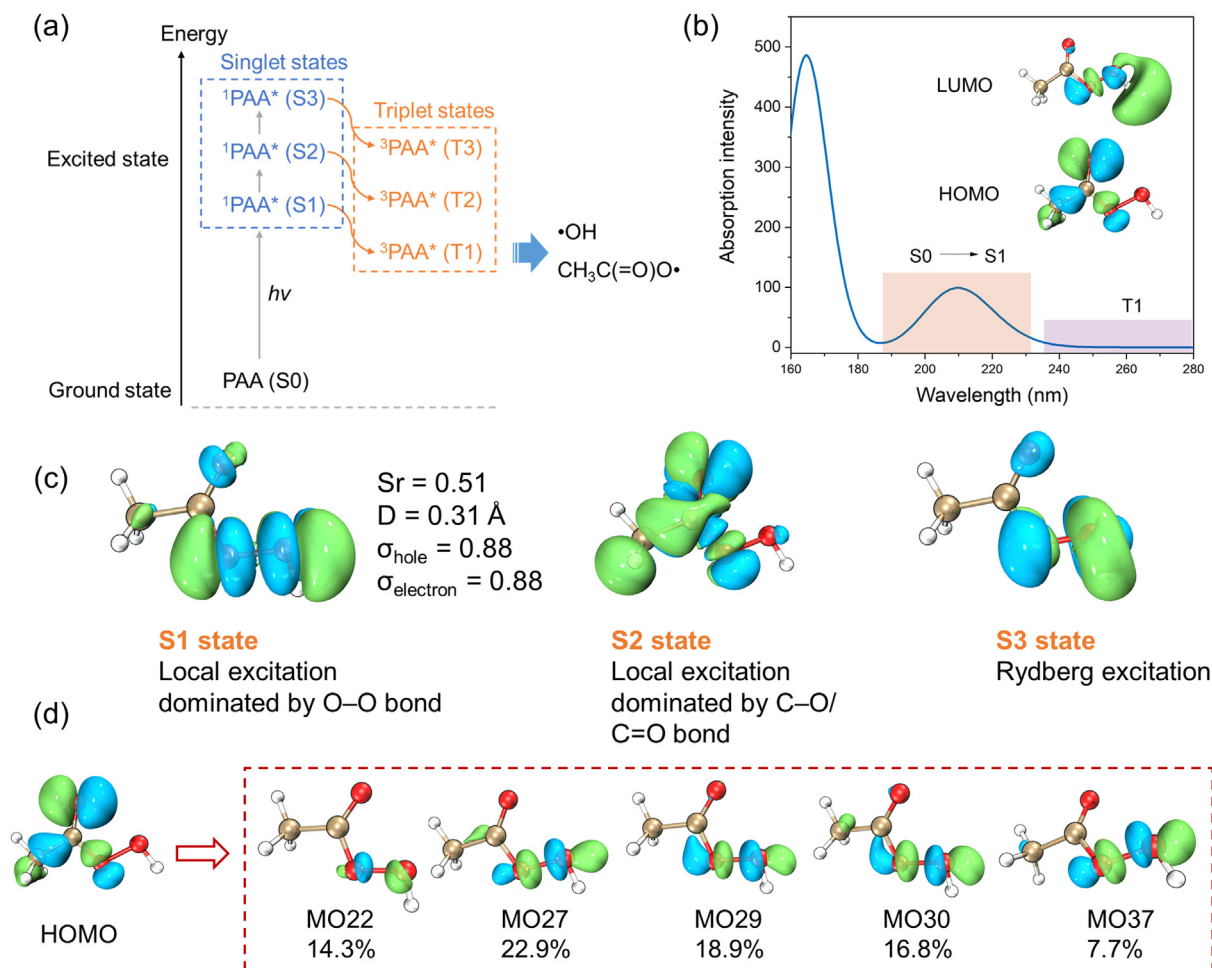 (a)
Energy
Singlet states
¹PAA* (S3)
Triplet states
³PAA* (T3)
Excited state
¹PAA* (S2)
³PAA* (T2)
¹PAA* (S1)
³PAA* (T1)
•OH
CH₃C(=O)O•
hv
PAA (S0)
Ground state
(b)
Absorption intensity
500
400
300
200
100
0
LUMO
HOMO
S0 → S1
T1
160 180 200 220 240 260 280
Wavelength (nm)
(c)
Sr = 0.51
D = 0.31 Å
σhole = 0.88
σelectron = 0.88
S1 state
Local excitation
dominated by O–O bond
S2 state
Local excitation
dominated by C–O/
C=O bond
S3 state
Rydberg excitation
(d)
HOMO
MO22
14.3%
MO27
22.9%
MO29
18.9%
MO30
16.8%
MO37
7.7%